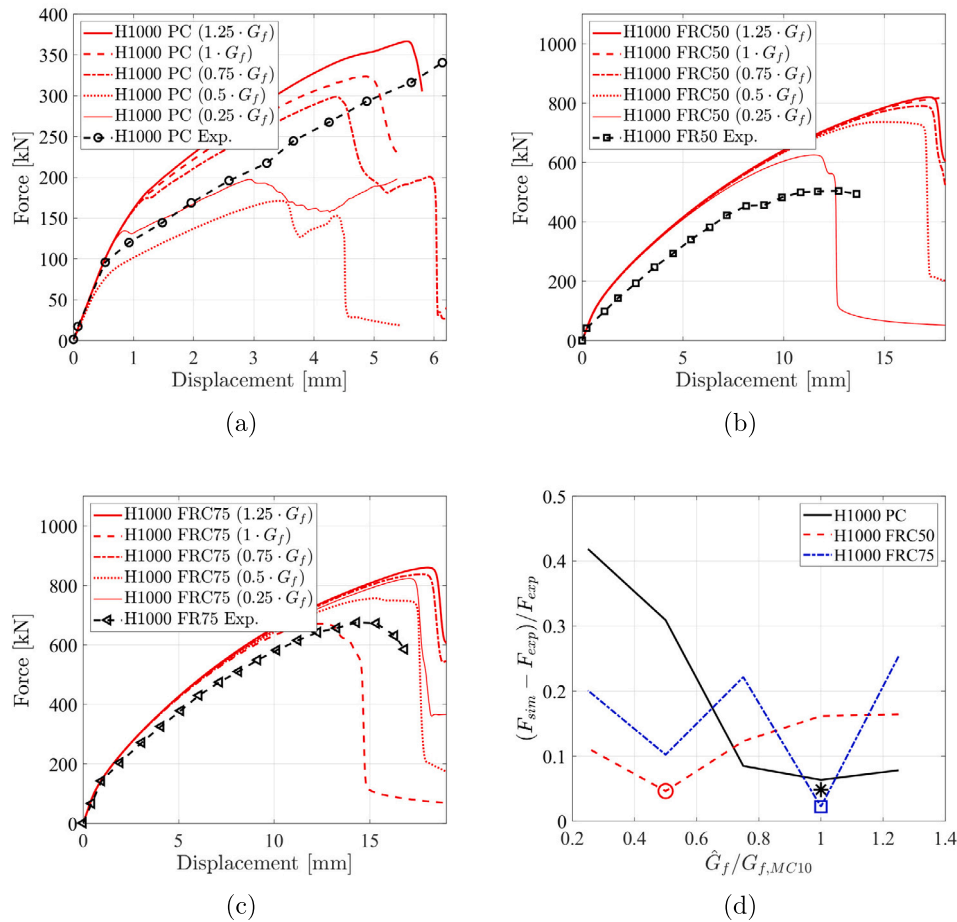 400
350
300
250
200
150
100
50
0
Force [kN]
H1000 PC (1.25 · G_f)
H1000 PC (1 · G_f)
H1000 PC (0.75 · G_f)
H1000 PC (0.5 · G_f)
H1000 PC (0.25 · G_f)
H1000 PC Exp.
0 1 2 3 4 5 6
Displacement [mm]
(a)
1000
800
600
400
200
0
Force [kN]
H1000 FRC50 (1.25 · G_f)
H1000 FRC50 (1 · G_f)
H1000 FRC50 (0.75 · G_f)
H1000 FRC50 (0.5 · G_f)
H1000 FRC50 (0.25 · G_f)
H1000 FR50 Exp.
0 5 10 15
Displacement [mm]
(b)
1000
800
600
400
200
0
Force [kN]
H1000 FRC75 (1.25 · G_f)
H1000 FRC75 (1 · G_f)
H1000 FRC75 (0.75 · G_f)
H1000 FRC75 (0.5 · G_f)
H1000 FRC75 (0.25 · G_f)
H1000 FR75 Exp.
0 5 10 15
Displacement [mm]
(c)
0.5
0.4
0.3
0.2
0.1
0
(F_sim − F_exp)/F_exp
H1000 PC
H1000 FRC50
H1000 FRC75
0.2 0.4 0.6 0.8 1 1.2 1.4
Ĝ_f/G_f,MC10
(d)